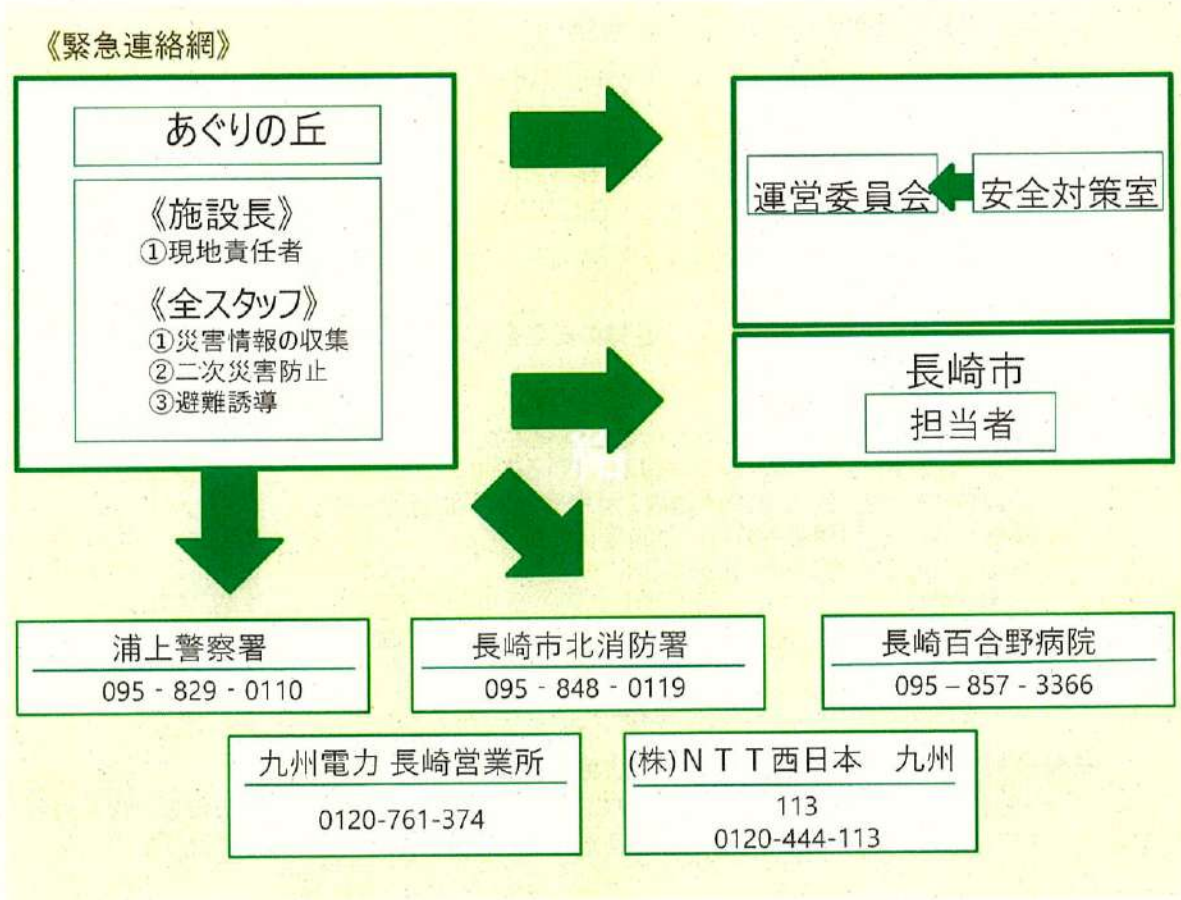 《緊急連絡網》
あぐりの丘
《施設長》
①現地責任者
《全スタッフ》
①災害情報の収集
②二次災害防止
③避難誘導
運営委員会
安全対策室
長崎市
担当者
浦上警察署
095‐829‐0110
長崎市北消防署
095‐848‐0119
長崎百合野病院
095–857‐3366
九州電力 長崎営業所
0120-761-374
(株)ＮＴＴ西日本　九州
113
0120-444-113